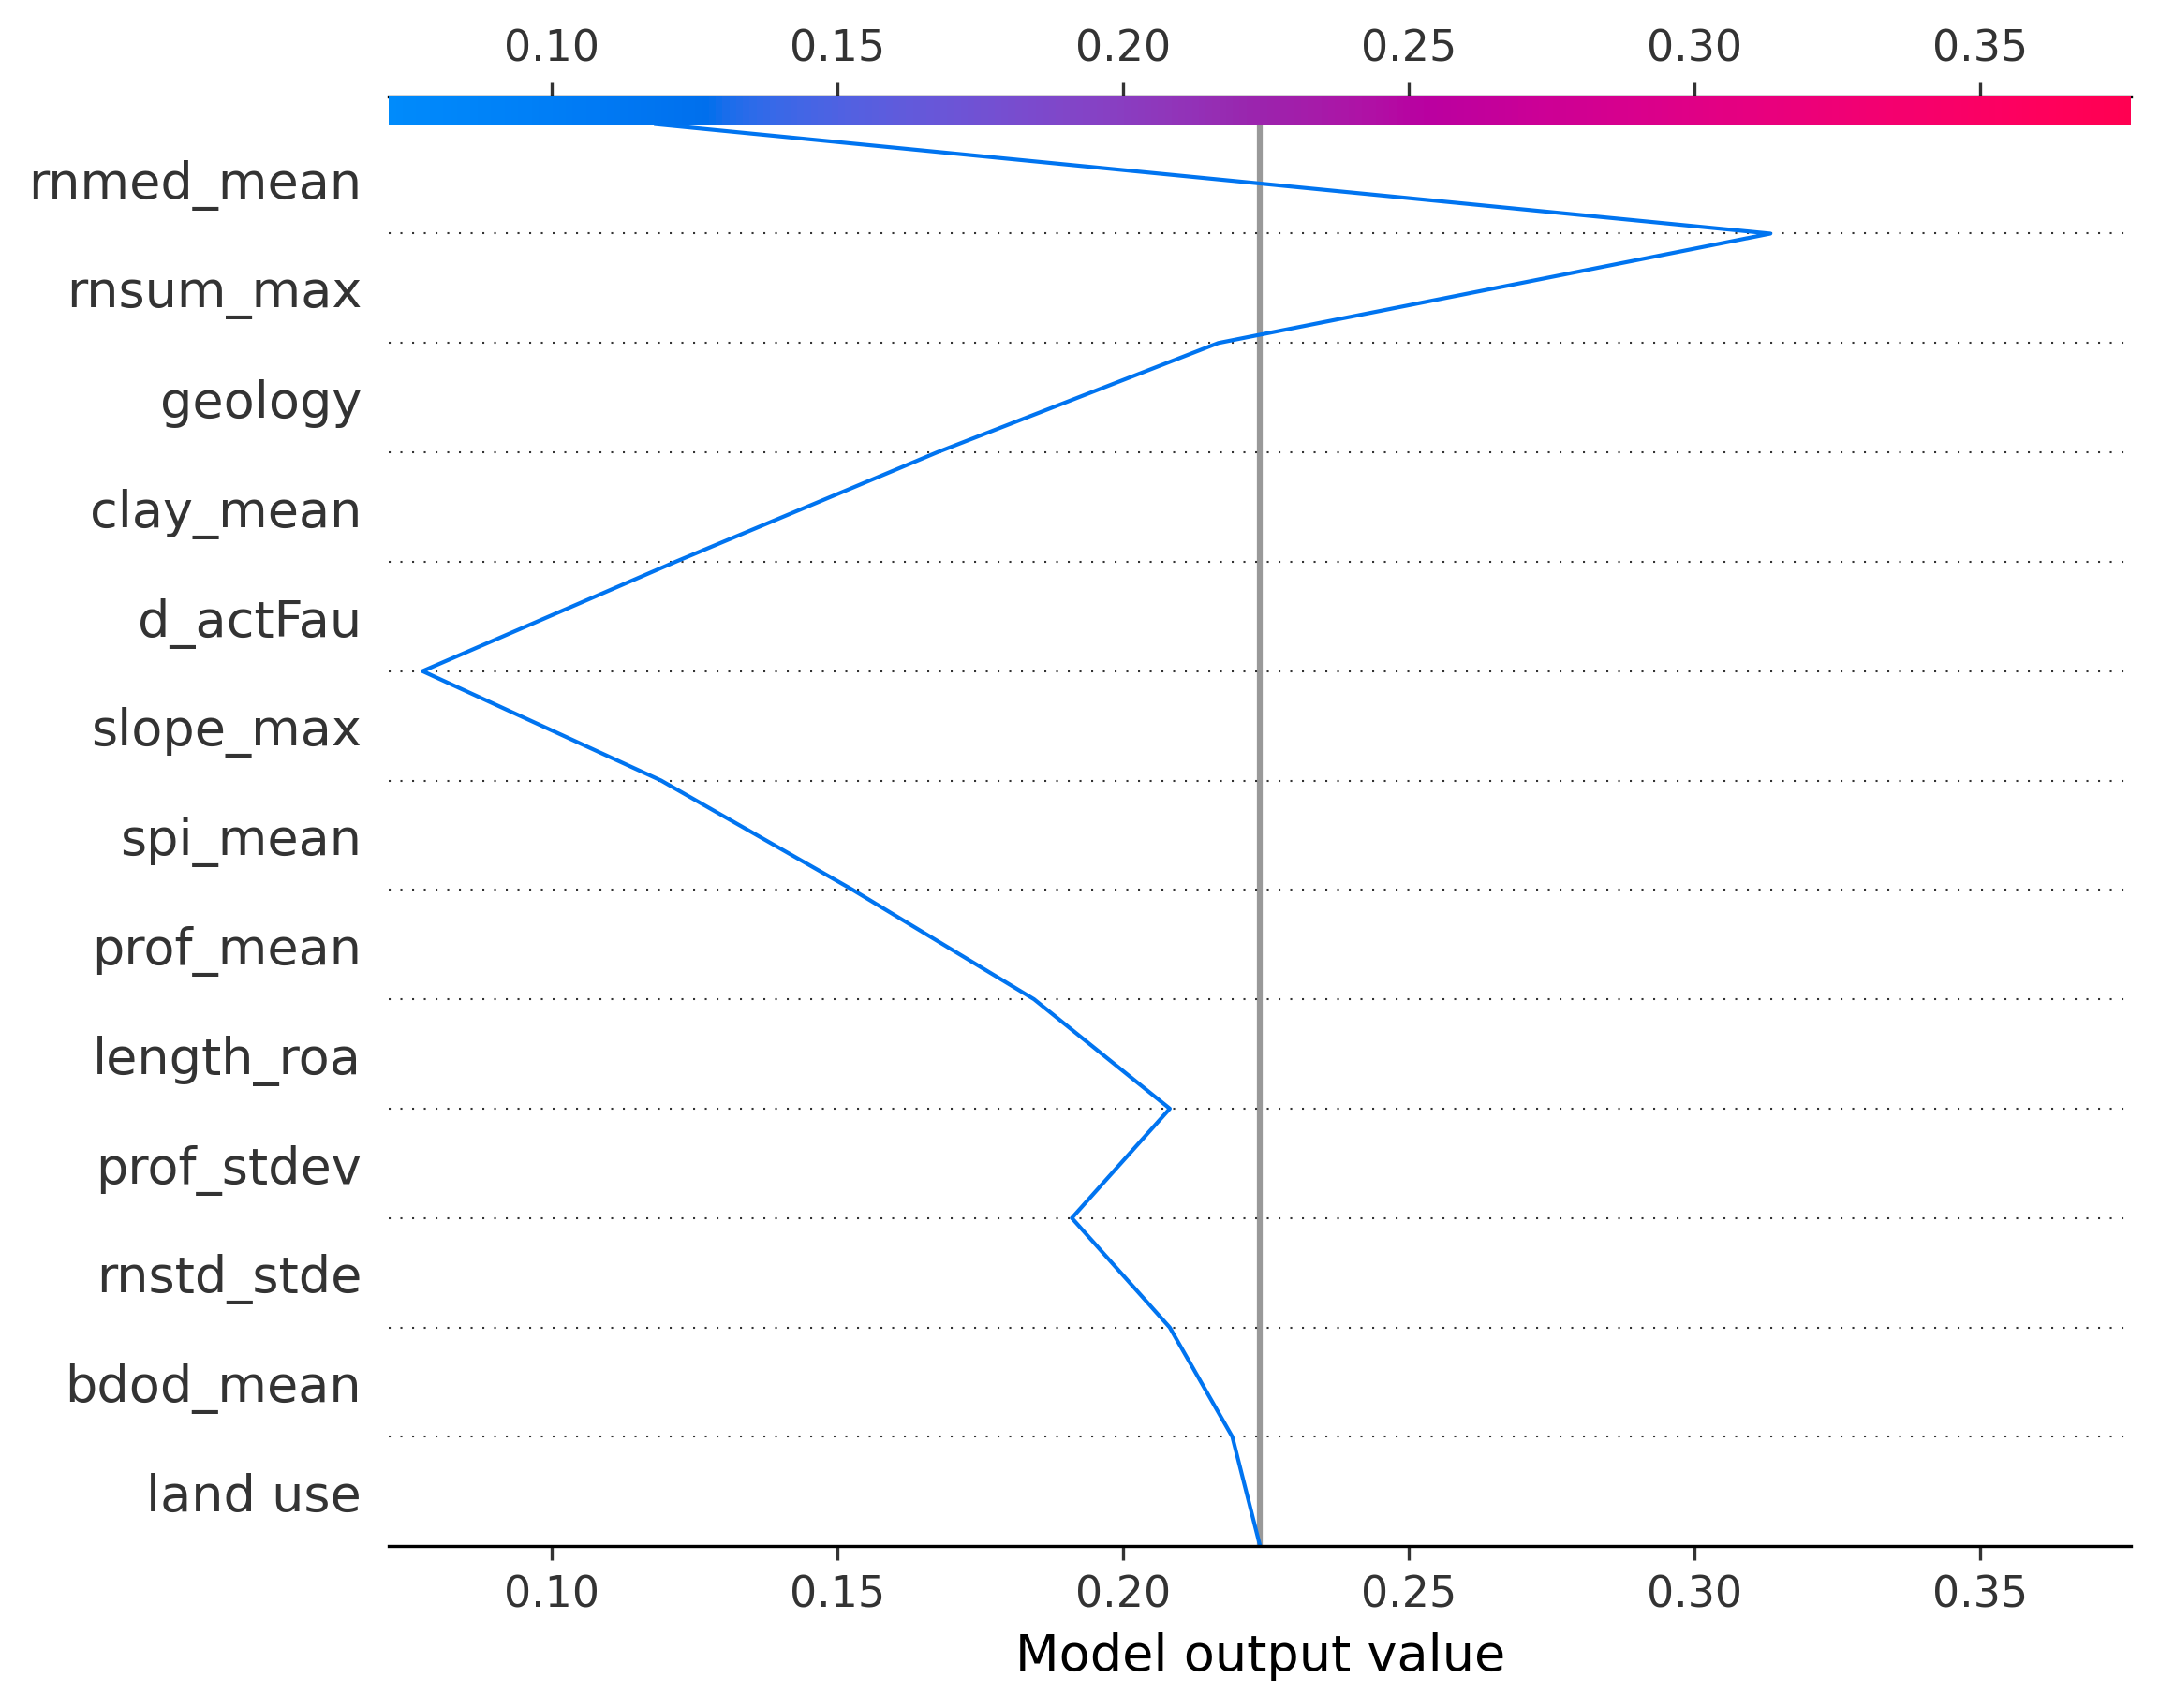 0.10 0.15 0.20 0.25 0.30 0.35
rnmed_mean
rnsum_max
geology
clay_mean
d_actFau
slope_max
spi_mean
prof_mean
length_roa
prof_stdev
rnstd_stde
bdod_mean
land use
0.10 0.15 0.20 0.25 0.30 0.35
Model output value